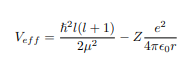 V_{eff} = \frac{\hbar^2 l(l+1)}{2\mu^2} - Z\frac{e^2}{4\pi\epsilon_0 r}